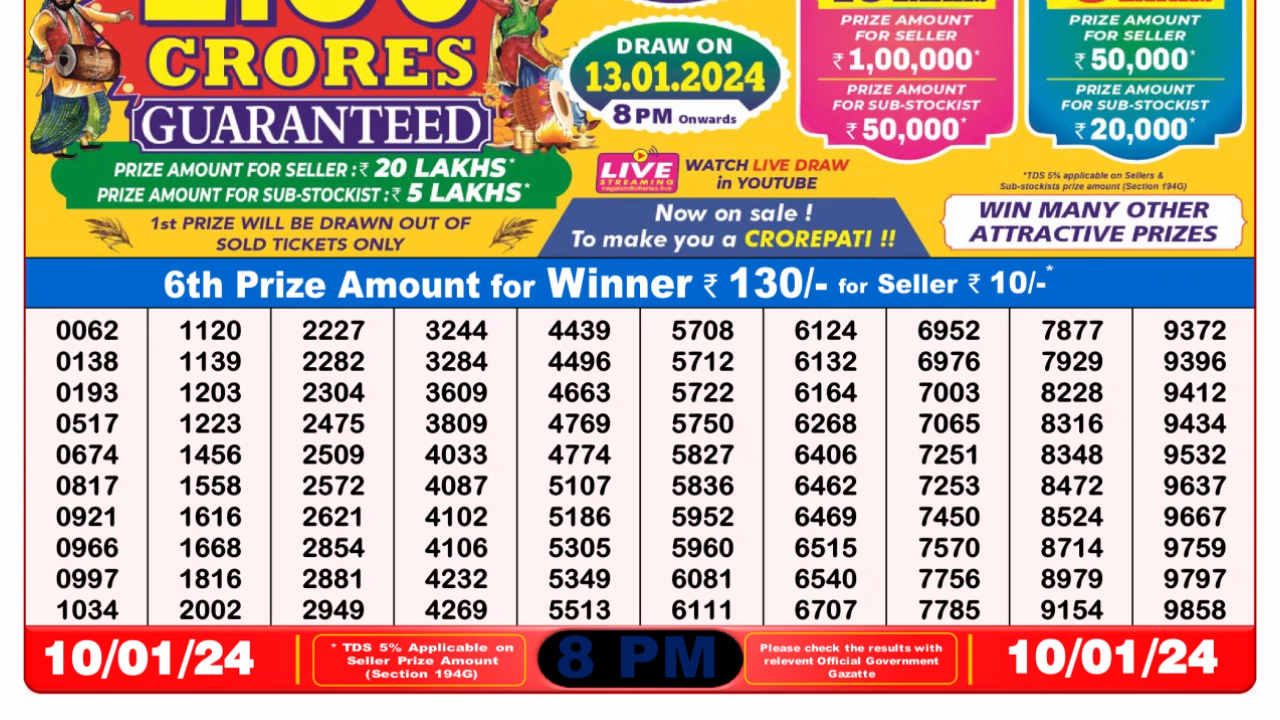 CRORES
GUARANTEED
PRIZE AMOUNT FOR SELLER :₹ 20 LAKHS*
PRIZE AMOUNT FOR SUB-STOCKIST :₹ 5 LAKHS*
1st PRIZE WILL BE DRAWN OUT OF
SOLD TICKETS ONLY
DRAW ON
13.01.2024
8 PM Onwards
PRIZE AMOUNT
FOR SELLER
₹ 1,00,000*
PRIZE AMOUNT
FOR SUB-STOCKIST
₹ 50,000*
PRIZE AMOUNT
FOR SELLER
₹ 50,000*
PRIZE AMOUNT
FOR SUB-STOCKIST
₹ 20,000*
LIVE
STREAMING
nagalandlotteries.live
WATCH LIVE DRAW
in YOUTUBE
*TDS 5% applicable on Sellers &
Sub-stockists prize amount (Section 194G)
Now on sale !
To make you a CROREPATI !!
WIN MANY OTHER
ATTRACTIVE PRIZES
6th Prize Amount for Winner ₹ 130/- for Seller ₹ 10/-*
0062 1120 2227 3244 4439 5708 6124 6952 7877 9372
0138 1139 2282 3284 4496 5712 6132 6976 7929 9396
0193 1203 2304 3609 4663 5722 6164 7003 8228 9412
0517 1223 2475 3809 4769 5750 6268 7065 8316 9434
0674 1456 2509 4033 4774 5827 6406 7251 8348 9532
0817 1558 2572 4087 5107 5836 6462 7253 8472 9637
0921 1616 2621 4102 5186 5952 6469 7450 8524 9667
0966 1668 2854 4106 5305 5960 6515 7570 8714 9759
0997 1816 2881 4232 5349 6081 6540 7756 8979 9797
1034 2002 2949 4269 5513 6111 6707 7785 9154 9858
10/01/24
* TDS 5% Applicable on
Seller Prize Amount
(Section 194G)
8 PM
Please check the results with
relevent Official Government
Gazatte
10/01/24